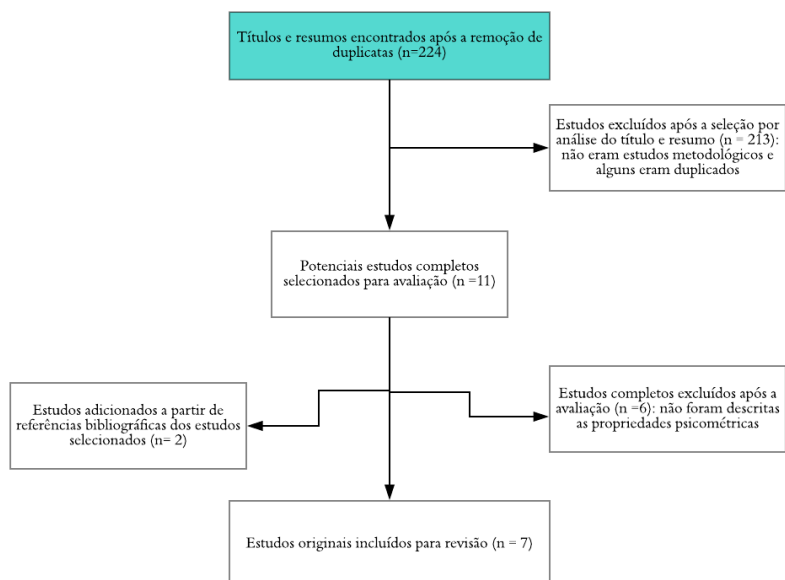 Títulos e resumos encontrados após a remoção de
duplicatas (n=224)
Estudos excluídos após a seleção por
análise do título e resumo (n = 213):
não eram estudos metodológicos e
alguns eram duplicados
Potenciais estudos completos
selecionados para avaliação (n =11)
Estudos adicionados a partir de
referências bibliográficas dos estudos
selecionados (n= 2)
Estudos completos excluídos após a
avaliação (n =6): não foram descritas
as propriedades psicométricas
Estudos originais incluídos para revisão (n = 7)